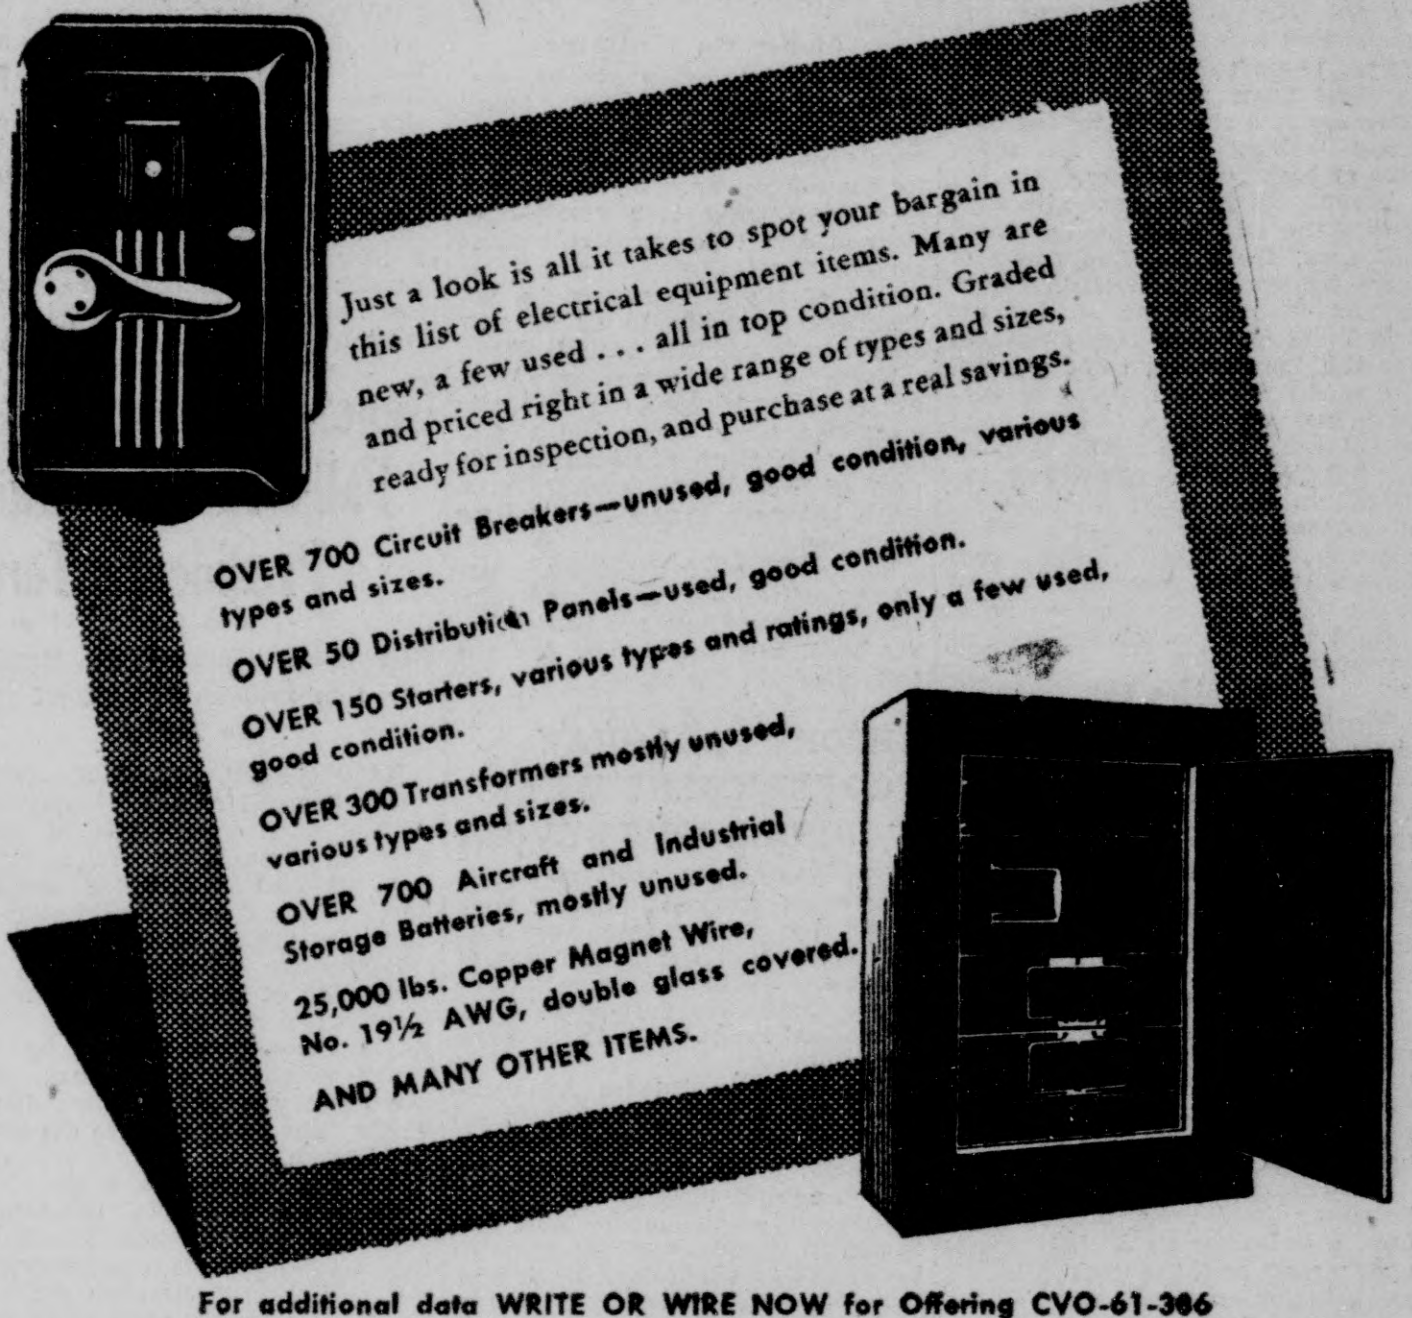 Just a look is all it takes to spot your bargain in
this list of electrical equipment items. Many are
new, a few used . . . all in top condition. Graded
and priced right in a wide range of types and sizes,
ready for inspection, and purchase at a real savings.
OVER 700 Circuit Breakers—unused, good condition, various
types and sizes.
OVER 50 Distribution Panels—used, good condition.
OVER 150 Starters, various types and ratings, only a few used,
good condition.
OVER 300 Transformers mostly unused,
various types and sizes.
OVER 700 Aircraft and Industrial
Storage Batteries, mostly unused.
25,000 lbs. Copper Magnet Wire,
No. 19½ AWG, double glass covered.
AND MANY OTHER ITEMS.
For additional data WRITE OR WIRE NOW for Offering CVO-61-306